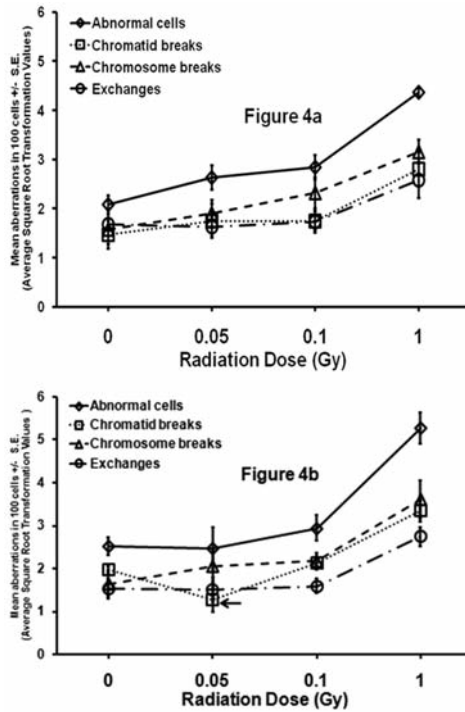 Mean aberrations in 100 cells +/- S.E.
(Average Square Root Transformation Values )
6
5
4
3
2
1
0
Abnormal cells
Chromatid breaks
Chromosome breaks
Exchanges
Figure 4a
0 0.05 0.1 1
Radiation Dose (Gy)
Mean aberrations in 100 cells +/- S.E.
(Average Square Root Transformation Values )
6
5
4
3
2
1
0
Abnormal cells
Chromatid breaks
Chromosome breaks
Exchanges
Figure 4b
0 0.05 0.1 1
Radiation Dose (Gy)